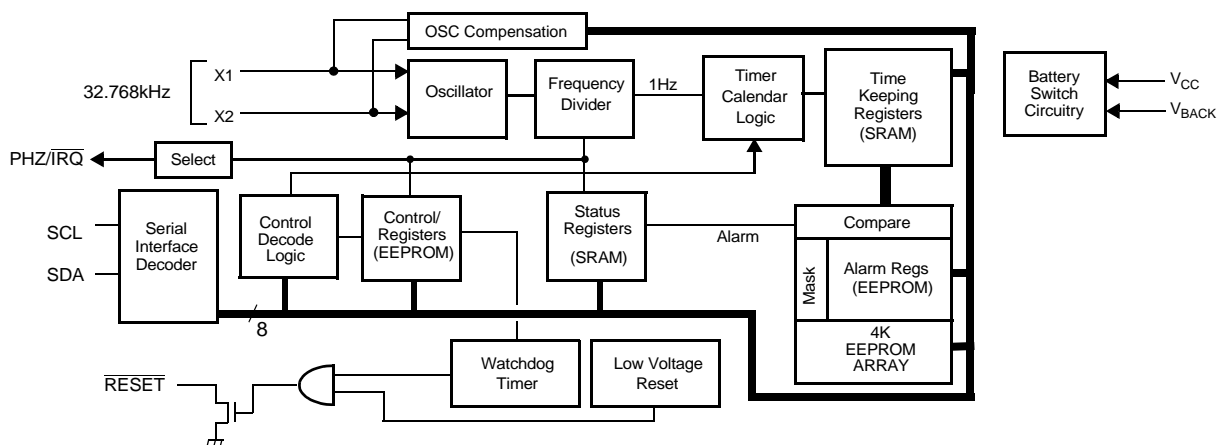 OSC Compensation
32.768kHz
X1
X2
Oscillator
Frequency
Divider
1Hz
Timer
Calendar
Logic
Time
Keeping
Registers
(SRAM)
Battery
Switch
Circuitry
VCC
VBACK
PHZ/IRQ
Select
SCL
SDA
Serial
Interface
Decoder
Control
Decode
Logic
Control/
Registers
(EEPROM)
Status
Registers
(SRAM)
Alarm
Compare
Mask
Alarm Regs
(EEPROM)
4K
EEPROM
ARRAY
8
Watchdog
Timer
Low Voltage
Reset
RESET